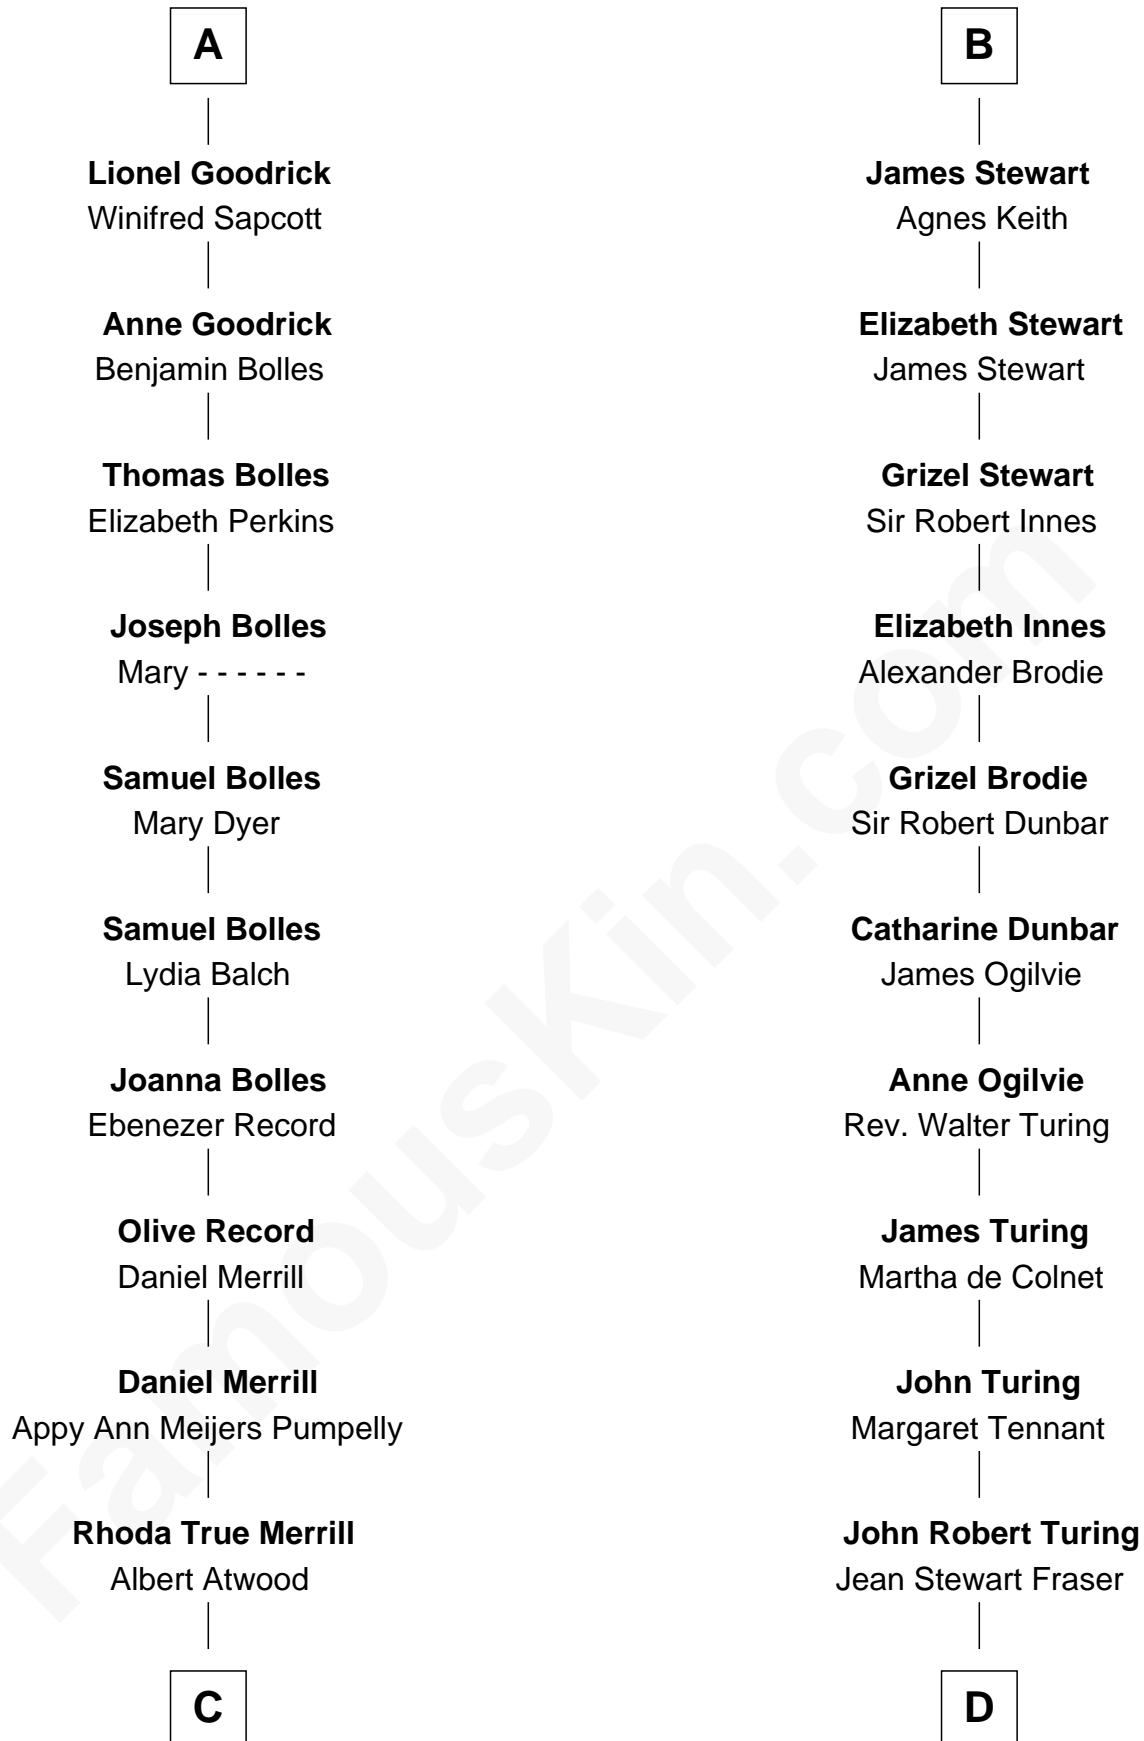 A
Lionel Goodrick
Winifred Sapcott
Anne Goodrick
Benjamin Bolles
Thomas Bolles
Elizabeth Perkins
Joseph Bolles
Mary - - - - - -
Samuel Bolles
Mary Dyer
Samuel Bolles
Lydia Balch
Joanna Bolles
Ebenezer Record
Olive Record
Daniel Merrill
Daniel Merrill
Appy Ann Meijers Pumpelly
Rhoda True Merrill
Albert Atwood
C
B
James Stewart
Agnes Keith
Elizabeth Stewart
James Stewart
Grizel Stewart
Sir Robert Innes
Elizabeth Innes
Alexander Brodie
Grizel Brodie
Sir Robert Dunbar
Catharine Dunbar
James Ogilvie
Anne Ogilvie
Rev. Walter Turing
James Turing
Martha de Colnet
John Turing
Margaret Tennant
John Robert Turing
Jean Stewart Fraser
D
FamousKin.com